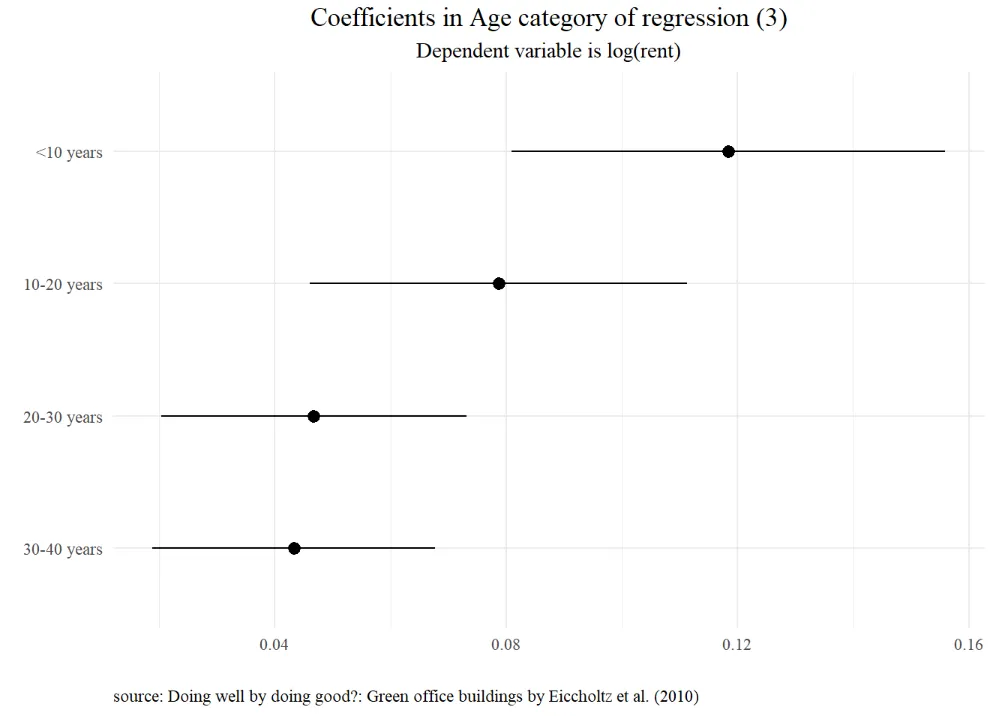 Coefficients in Age category of regression (3)
Dependent variable is log(rent)
<10 years
10-20 years
20-30 years
30-40 years
0.04 0.08 0.12 0.16
source: Doing well by doing good?: Green office buildings by Eiccholtz et al. (2010)